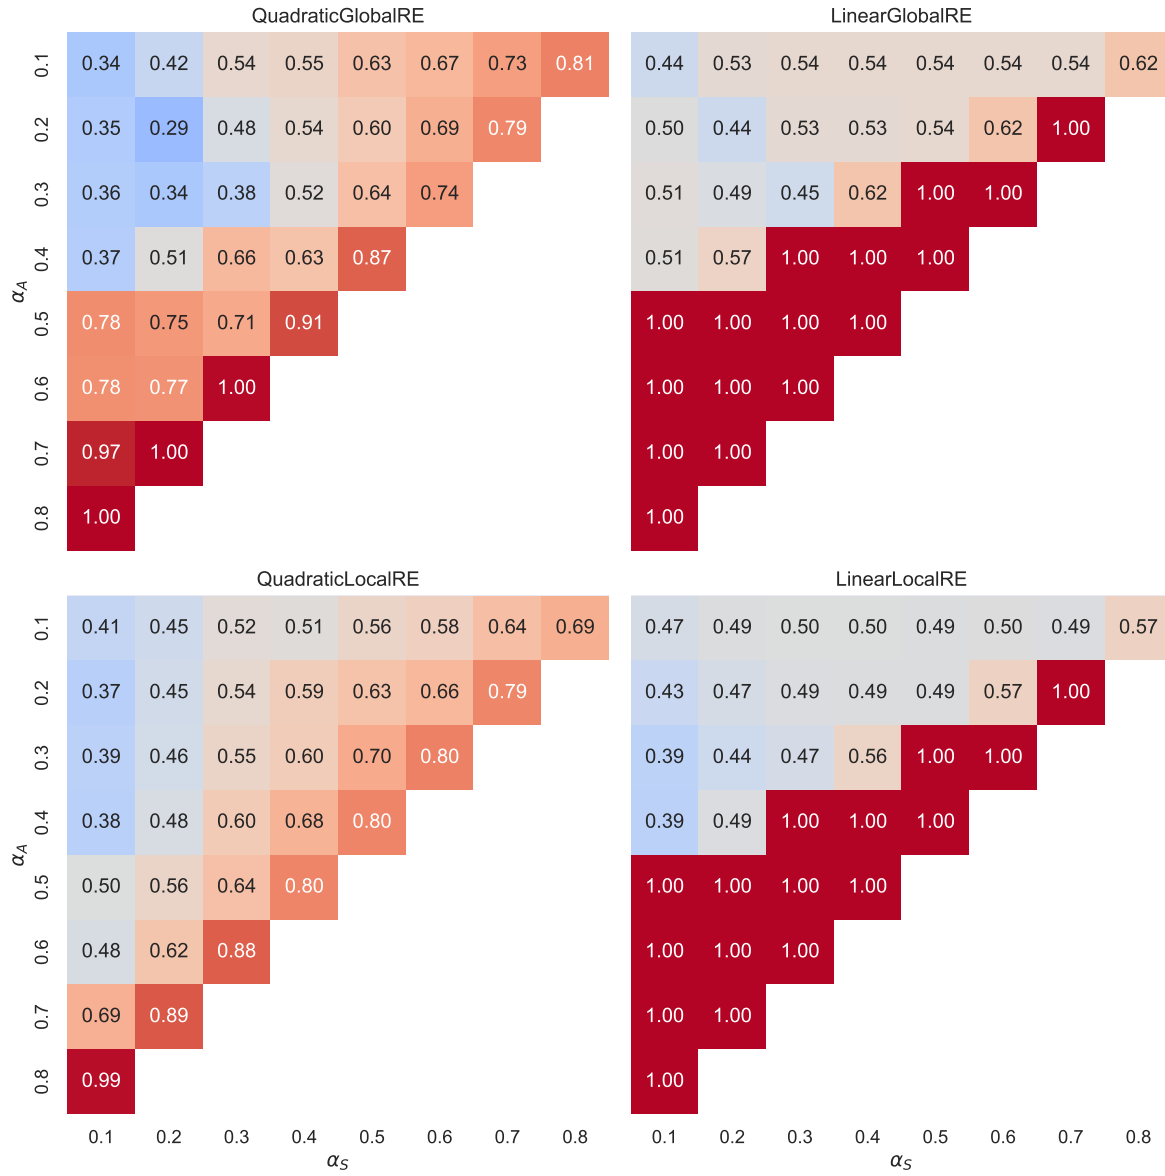 QuadraticGlobalRE
0.1 0.34 0.42 0.54 0.55 0.63 0.67 0.73 0.81
0.2 0.35 0.29 0.48 0.54 0.60 0.69 0.79
0.3 0.36 0.34 0.38 0.52 0.64 0.74
0.4 0.37 0.51 0.66 0.63 0.87
0.5 0.78 0.75 0.71 0.91
0.6 0.78 0.77 1.00
0.7 0.97 1.00
0.8 1.00
α_A
LinearGlobalRE
0.44 0.53 0.54 0.54 0.54 0.54 0.54 0.62
0.50 0.44 0.53 0.53 0.54 0.62 1.00
0.51 0.49 0.45 0.62 1.00 1.00
0.51 0.57 1.00 1.00 1.00
1.00 1.00 1.00 1.00
1.00 1.00 1.00
1.00 1.00
1.00
QuadraticLocalRE
0.1 0.41 0.45 0.52 0.51 0.56 0.58 0.64 0.69
0.2 0.37 0.45 0.54 0.59 0.63 0.66 0.79
0.3 0.39 0.46 0.55 0.60 0.70 0.80
0.4 0.38 0.48 0.60 0.68 0.80
0.5 0.50 0.56 0.64 0.80
0.6 0.48 0.62 0.88
0.7 0.69 0.89
0.8 0.99
α_A
0.1 0.2 0.3 0.4 0.5 0.6 0.7 0.8
α_S
LinearLocalRE
0.47 0.49 0.50 0.50 0.49 0.50 0.49 0.57
0.43 0.47 0.49 0.49 0.49 0.57 1.00
0.39 0.44 0.47 0.56 1.00 1.00
0.39 0.49 1.00 1.00 1.00
1.00 1.00 1.00 1.00
1.00 1.00 1.00
1.00 1.00
1.00
0.1 0.2 0.3 0.4 0.5 0.6 0.7 0.8
α_S